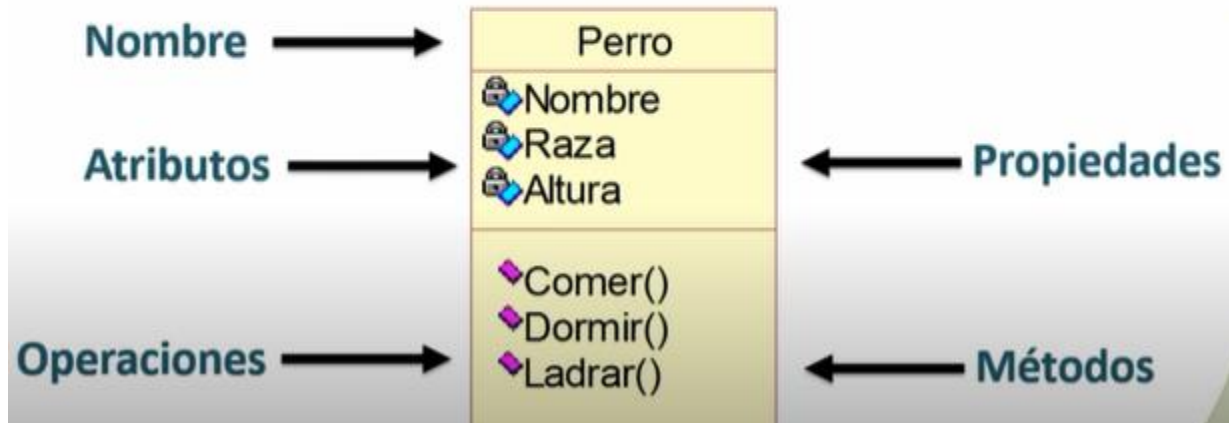 Nombre
Perro
Nombre
Raza
Altura
Atributos
Propiedades
Comer()
Dormir()
Ladrar()
Operaciones
Métodos